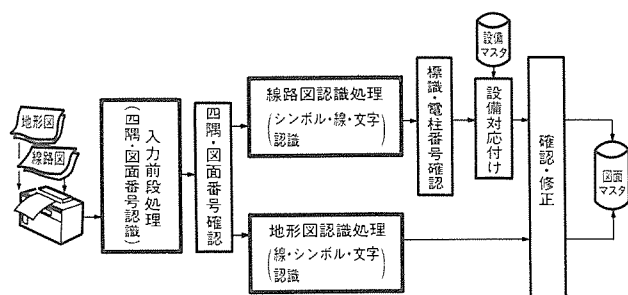 地形図
線路図
入力前段処理
(四隅・図面番号認識)
四隅・図面番号確認
線路図認識処理
(シンボル・線・文字)
認識
地形図認識処理
(線・シンボル・文字)
認識
標識・電柱番号確認
設備
マスタ
設備対応付け
確認・修正
図面
マスタ